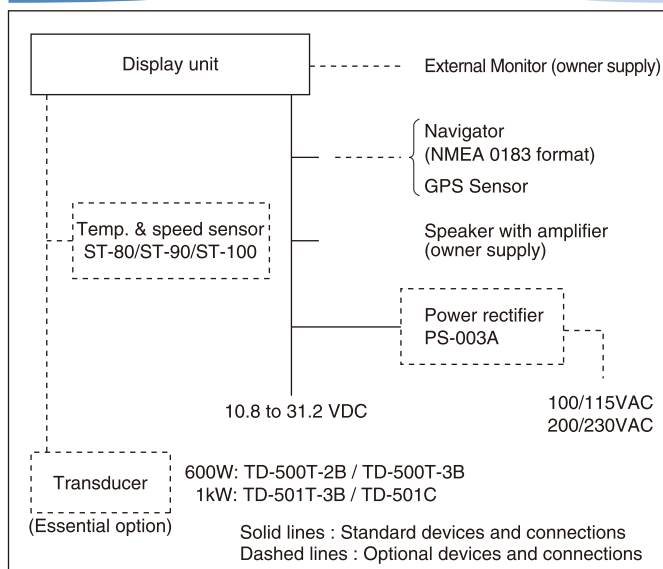 Display unit
External Monitor (owner supply)
Navigator
(NMEA 0183 format)
GPS Sensor
Temp. & speed sensor
ST-80/ST-90/ST-100
Speaker with amplifier
(owner supply)
Power rectifier
PS-003A
10.8 to 31.2 VDC
100/115VAC
200/230VAC
Transducer
(Essential option)
600W: TD-500T-2B / TD-500T-3B
1kW: TD-501T-3B / TD-501C
Solid lines : Standard devices and connections
Dashed lines : Optional devices and connections